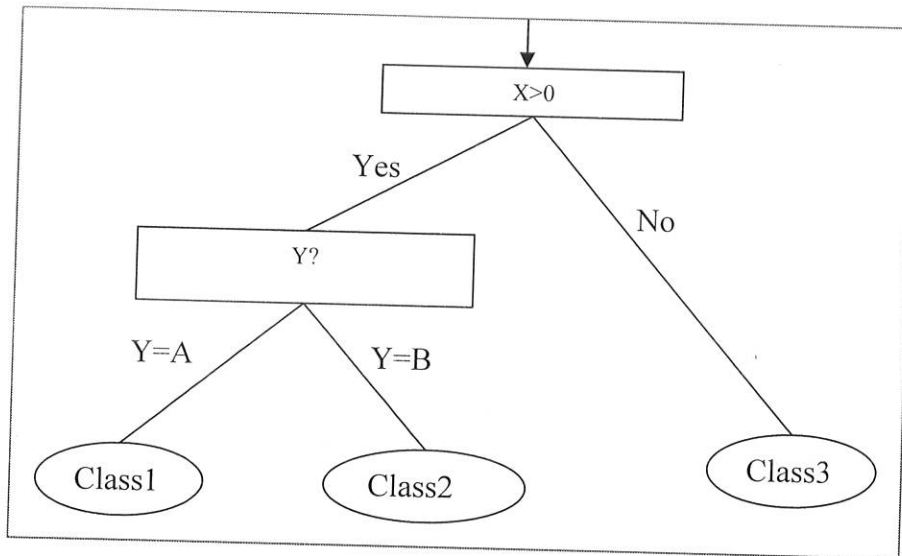 X>0
Yes
No
Y?
Y=A
Y=B
Class1
Class2
Class3